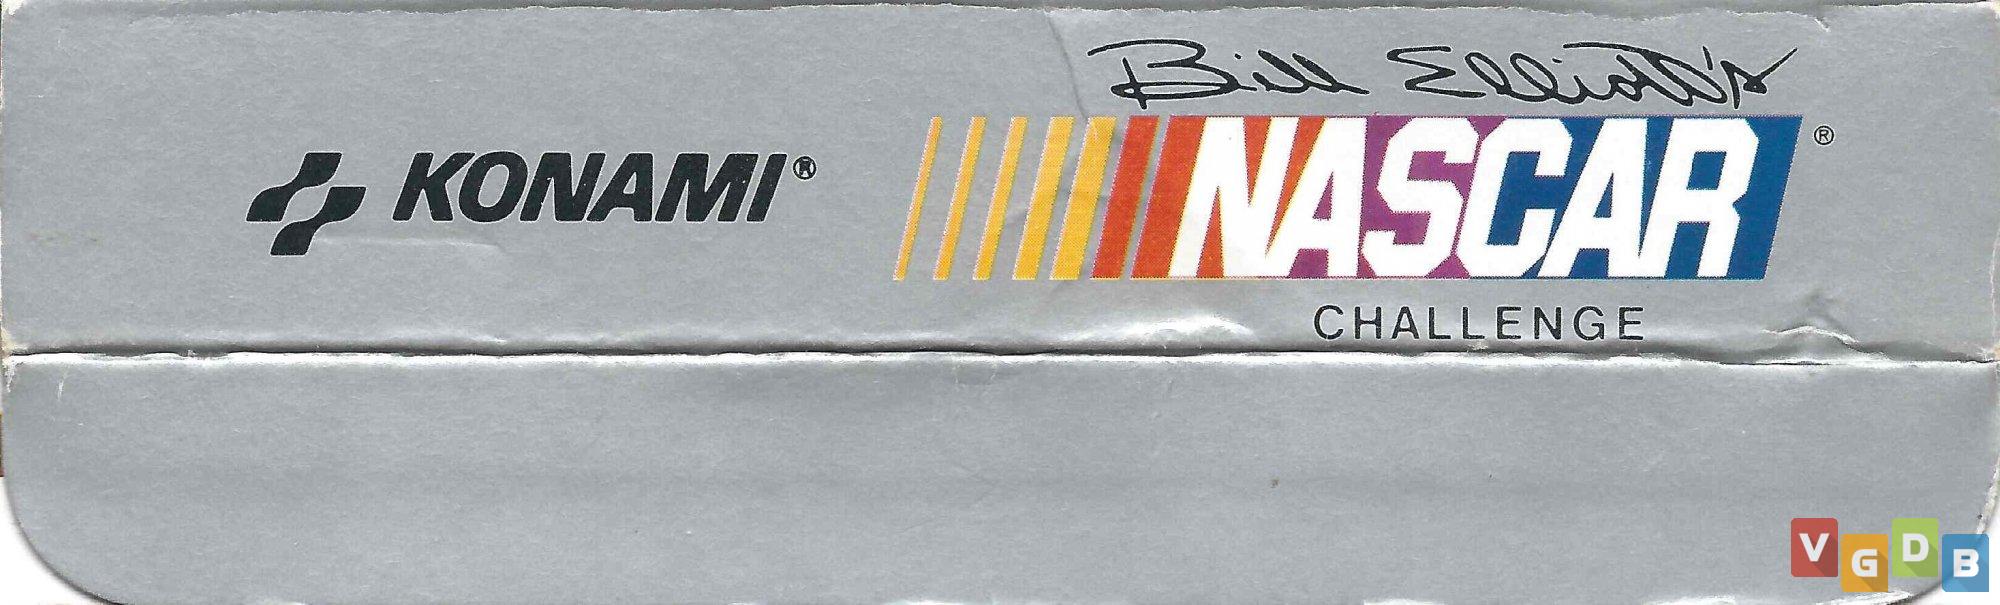 Bill Elliott's
KONAMI®
NASCAR®
CHALLENGE
VGDB